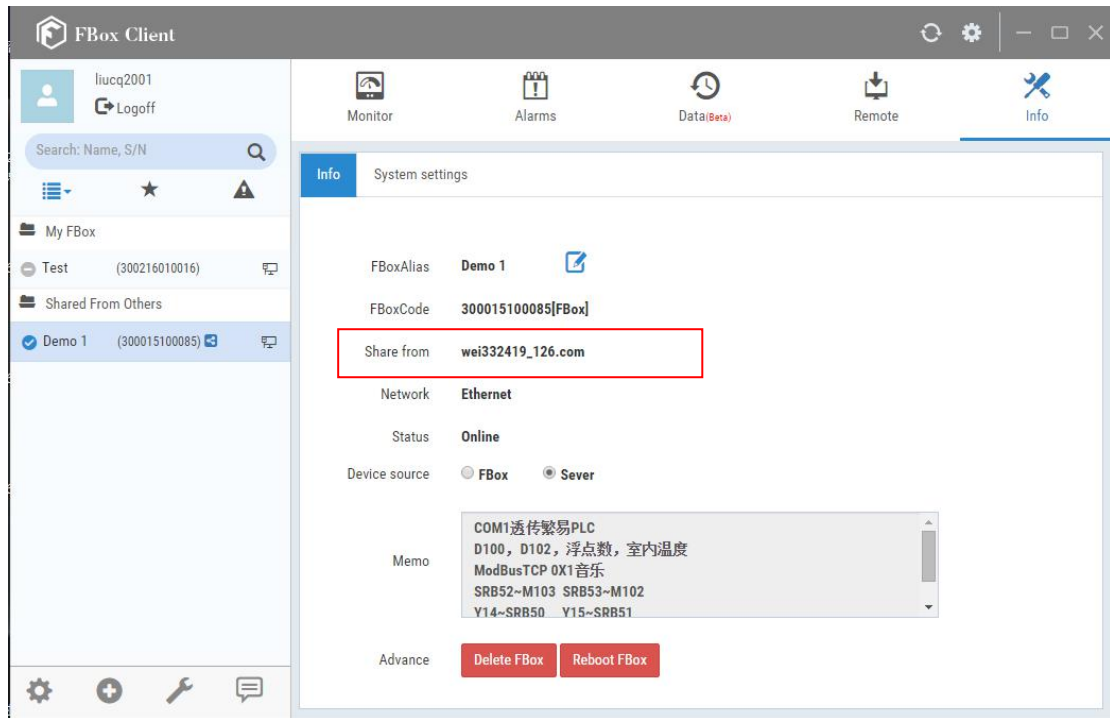 FBox Client
liucq2001
Logoff
Search: Name, S/N
My FBox
Test (300216010016)
Shared From Others
Demo 1 (300015100085)
Monitor
Alarms
Data(Beta)
Remote
Info
Info System settings
FBoxAlias Demo 1
FBoxCode 300015100085[FBox]
Share from wei332419_126.com
Network Ethernet
Status Online
Device source FBox Sever
Memo
COM1透传繁易PLC
D100，D102，浮点数，室内温度
ModBusTCP 0X1音乐
SRB52~M103 SRB53~M102
Y14~SRB50 Y15~SRB51
Advance Delete FBox Reboot FBox